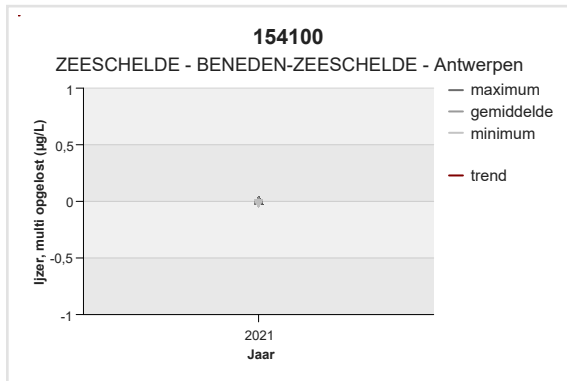 154100
ZEESCHELDE - BENEDEN-ZEESCHELDE - Antwerpen
Ijzer, multi opgelost (µg/L)
1
0,5
0
-0,5
-1
2021
Jaar
maximum
gemiddelde
minimum
trend